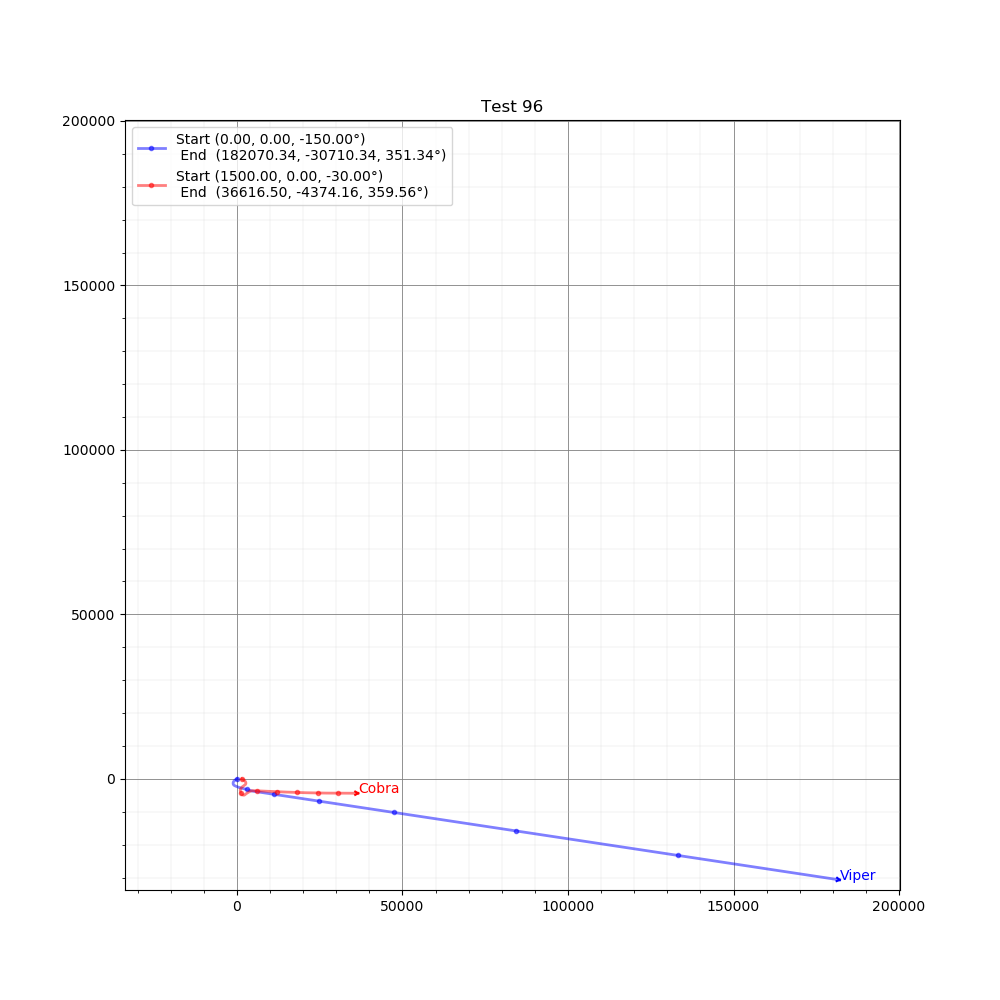 Test 96
200000
Start (0.00, 0.00, -150.00°)
End (182070.34, -30710.34, 351.34°)
Start (1500.00, 0.00, -30.00°)
End (36616.50, -4374.16, 359.56°)
150000
100000
50000
0
Cobra
Viper
0 50000 100000 150000 200000